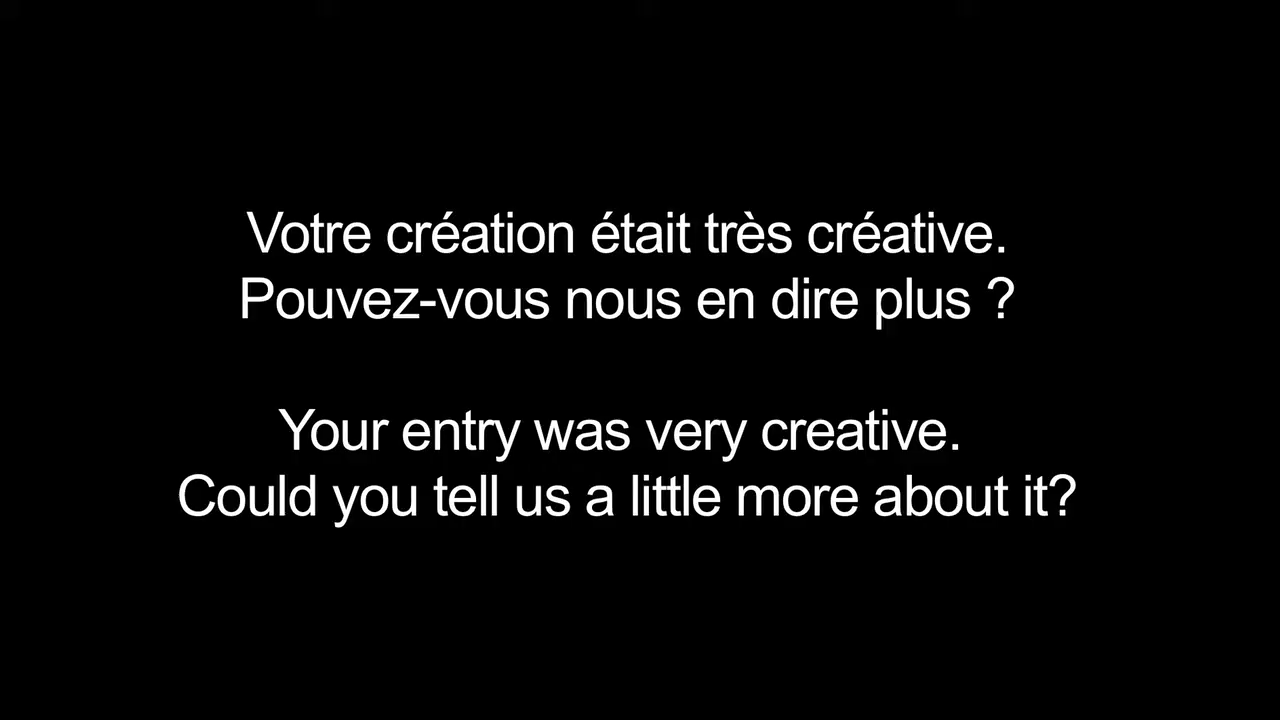 Votre création était très créative.
Pouvez-vous nous en dire plus ?
Your entry was very creative.
Could you tell us a little more about it?